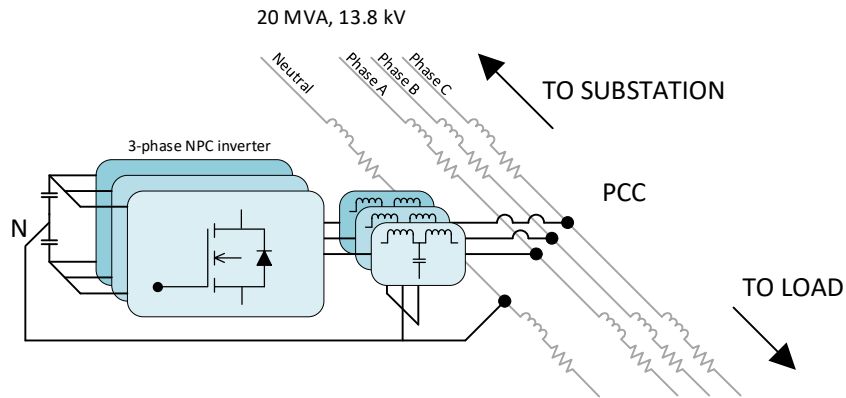 20 MVA, 13.8 kV
Neutral
Phase A
Phase B
Phase C
TO SUBSTATION
3-phase NPC inverter
PCC
N
TO LOAD